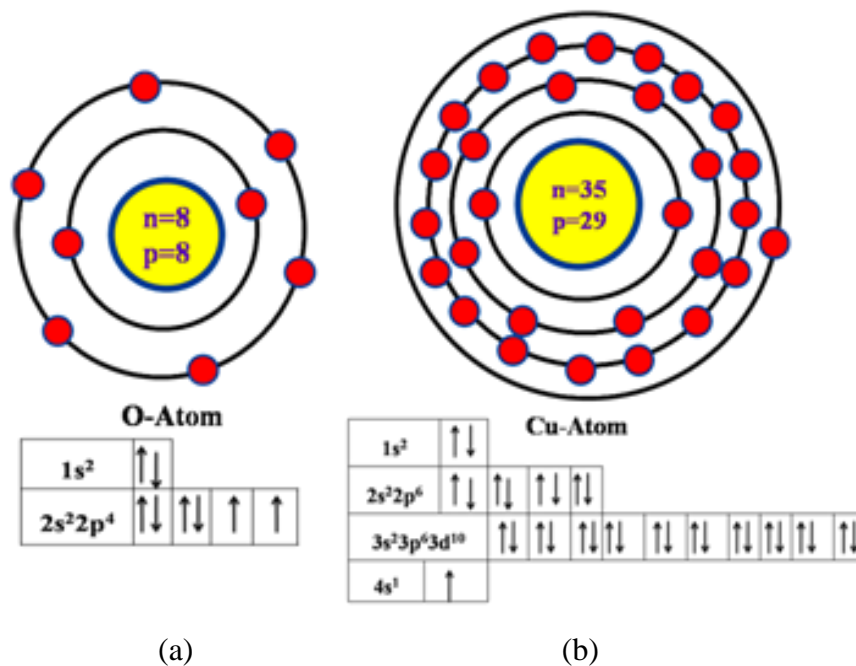 n=8
p=8
O-Atom
1s²
↑↓
2s²2p⁴
↑↓ ↑↓ ↑ ↑
(a)
n=35
p=29
Cu-Atom
1s²
↑↓
2s²2p⁶
↑↓ ↑↓ ↑↓ ↑↓
3s²3p⁶3d¹⁰
↑↓ ↑↓ ↑↓ ↑↓ ↑↓ ↑↓ ↑↓ ↑↓ ↑↓ ↑↓
4s¹
↑
(b)